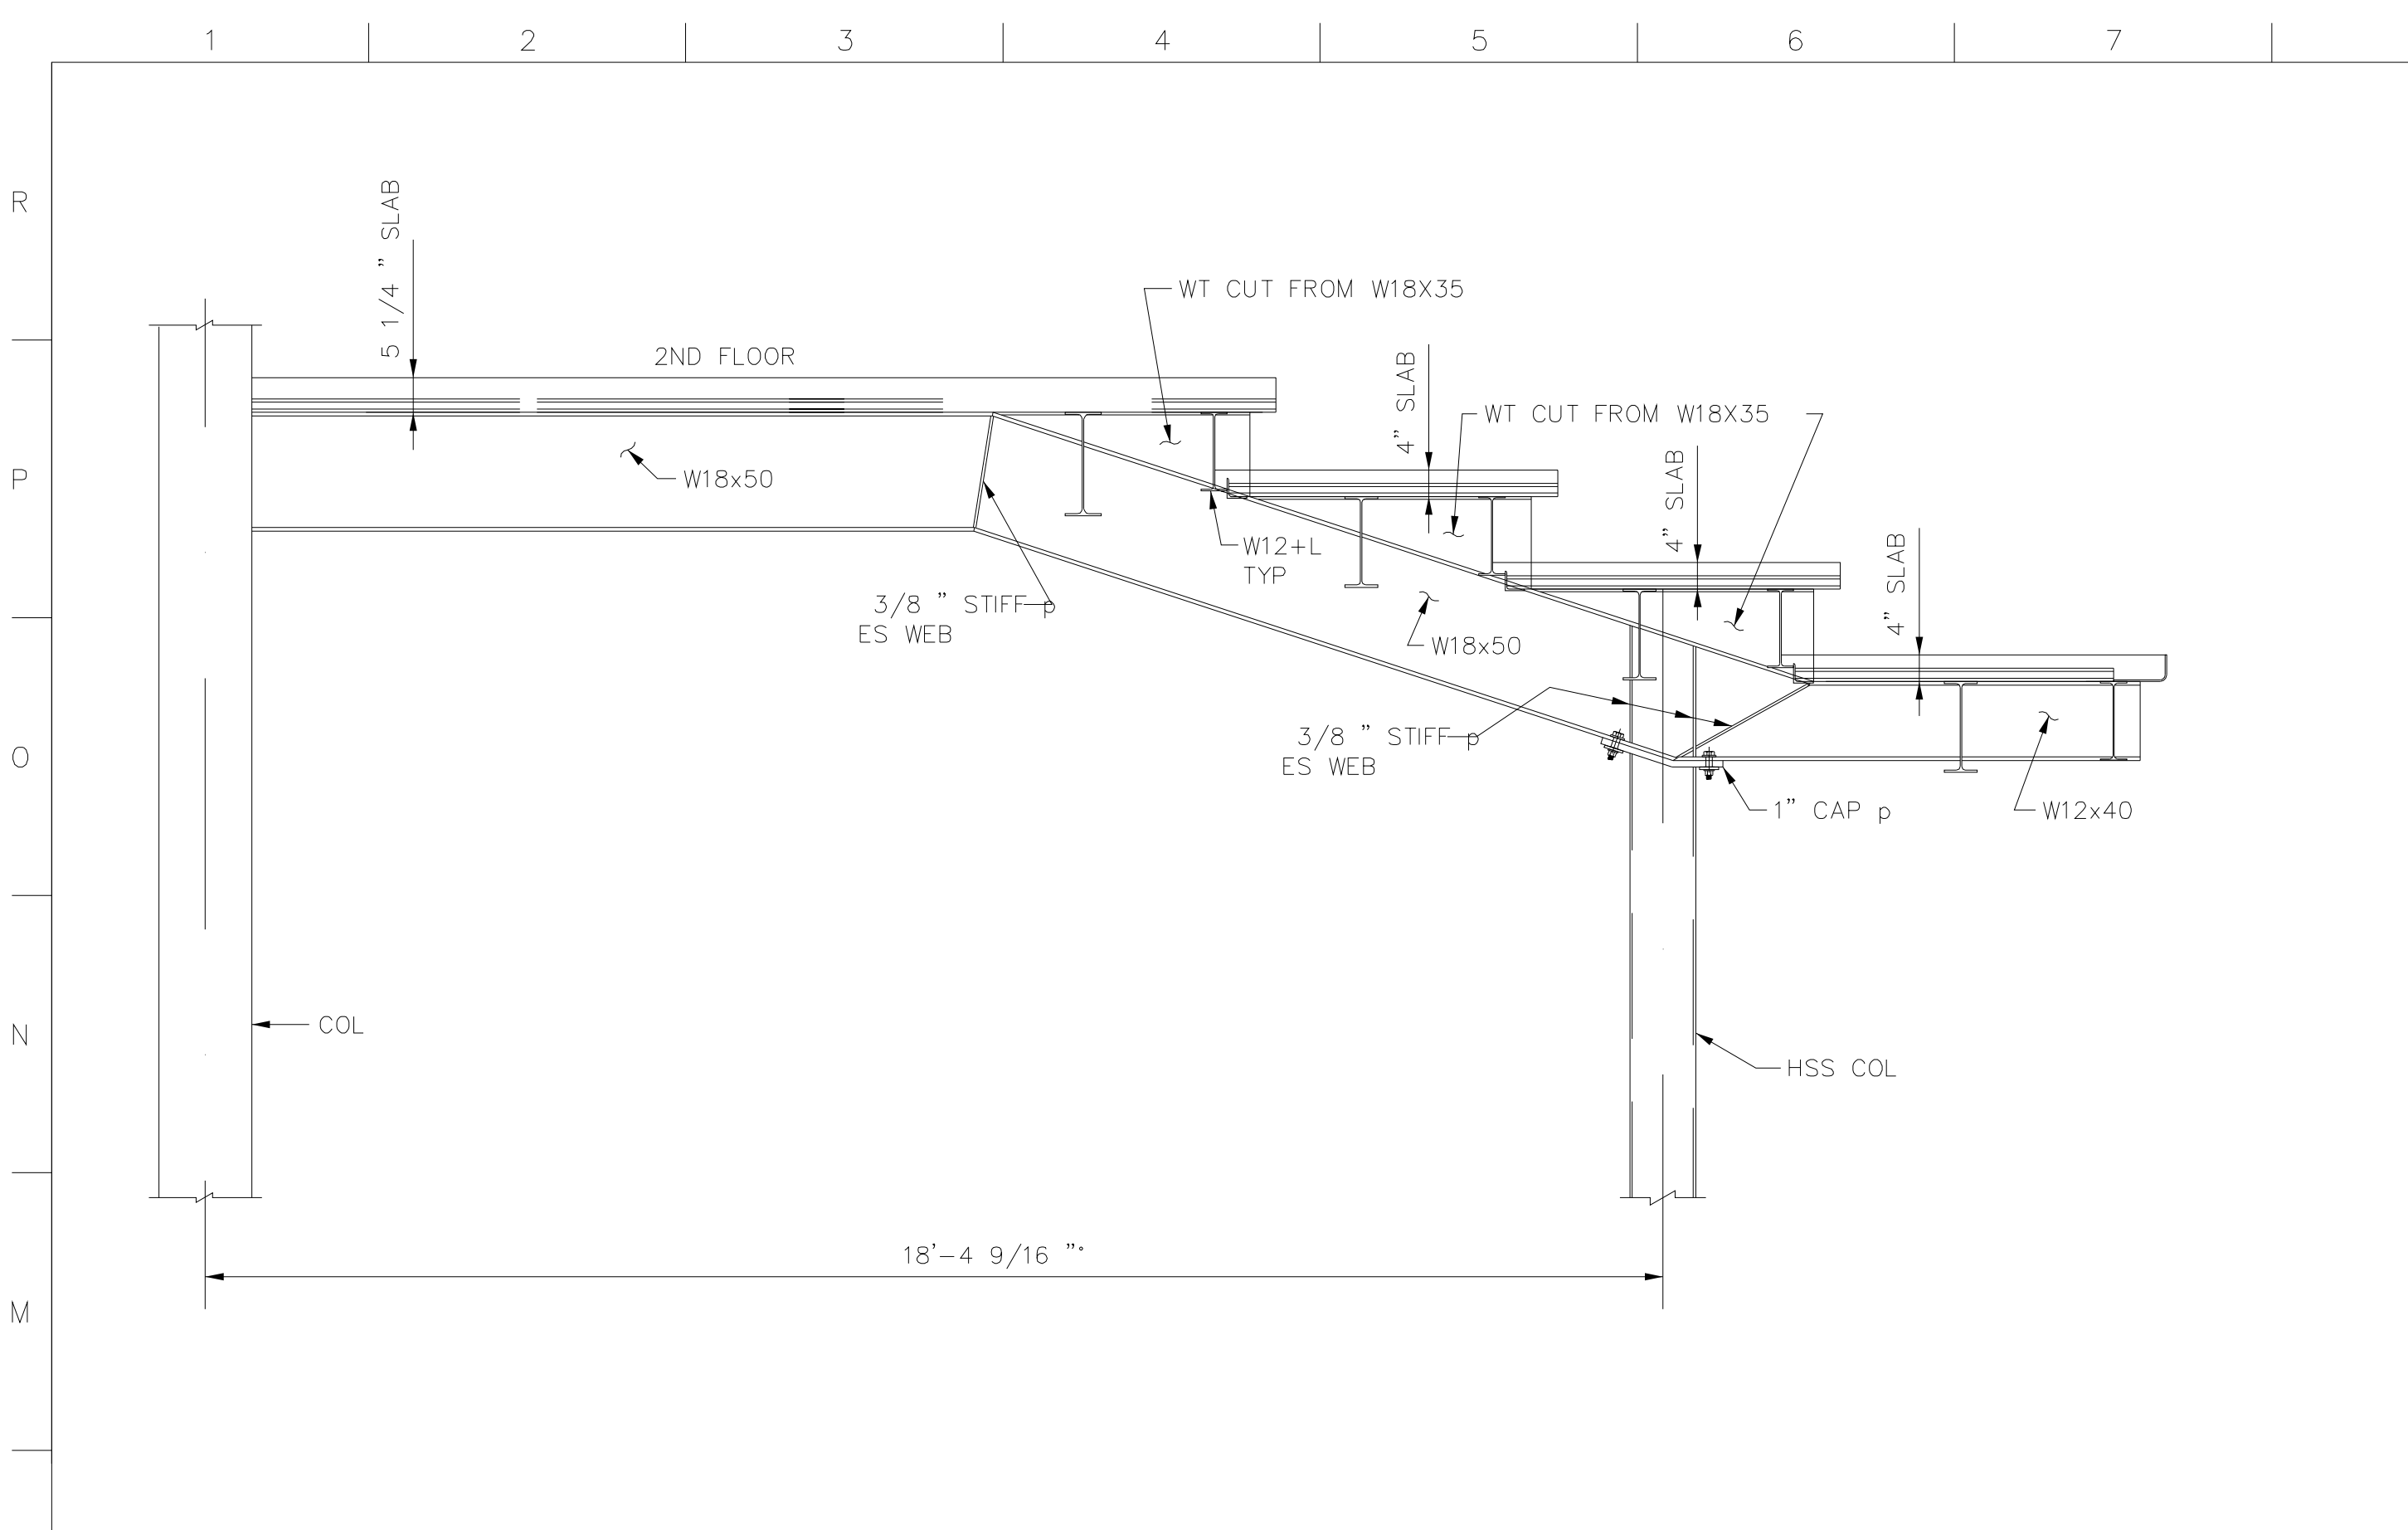 1
2
3
4
5
6
7
R
P
O
N
M
5 1/4 " SLAB
2ND FLOOR
WT CUT FROM W18X35
4" SLAB
WT CUT FROM W18X35
4" SLAB
4" SLAB
W18x50
W12+L
TYP
3/8 " STIFF p
ES WEB
W18x50
3/8 " STIFF p
ES WEB
1" CAP p
W12x40
COL
HSS COL
18'-4 9/16 "°